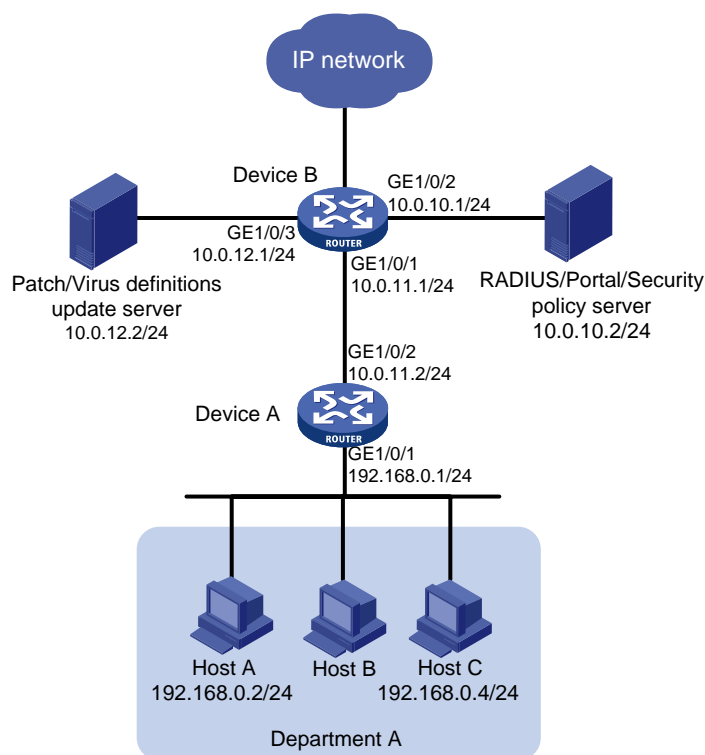 IP network
Device B
GE1/0/2
10.0.10.1/24
GE1/0/3
10.0.12.1/24
ROUTER
GE1/0/1
10.0.11.1/24
Patch/Virus definitions
update server
10.0.12.2/24
RADIUS/Portal/Security
policy server
10.0.10.2/24
GE1/0/2
10.0.11.2/24
Device A
ROUTER
GE1/0/1
192.168.0.1/24
Host A
192.168.0.2/24
Host B
Host C
192.168.0.4/24
Department A